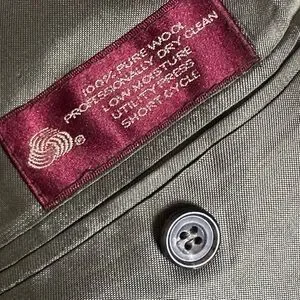 100% PURE WOOL
PROFESSIONALLY DRY CLEAN
LOW MOISTURE
UTILITY PRESS
SHORT CYCLE
®